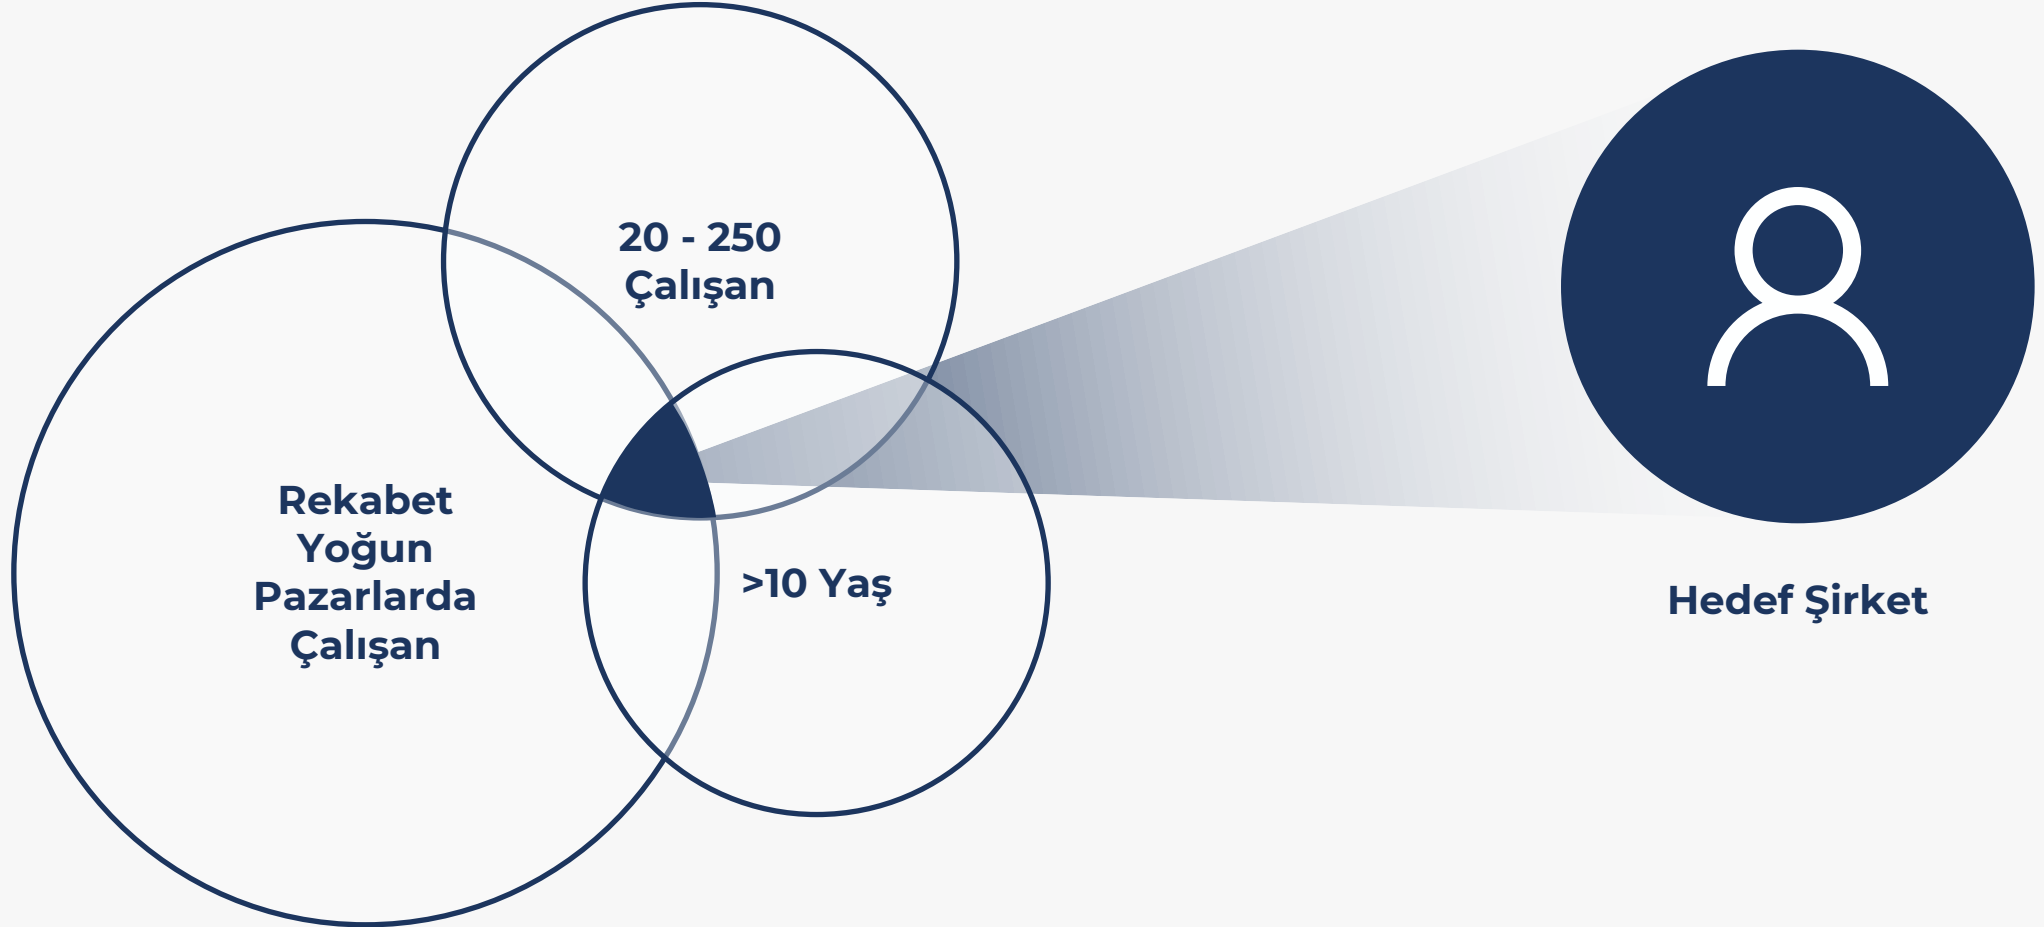 20 - 250
Çalışan
Rekabet
Yoğun
Pazarlarda
Çalışan
>10 Yaş
Hedef Şirket